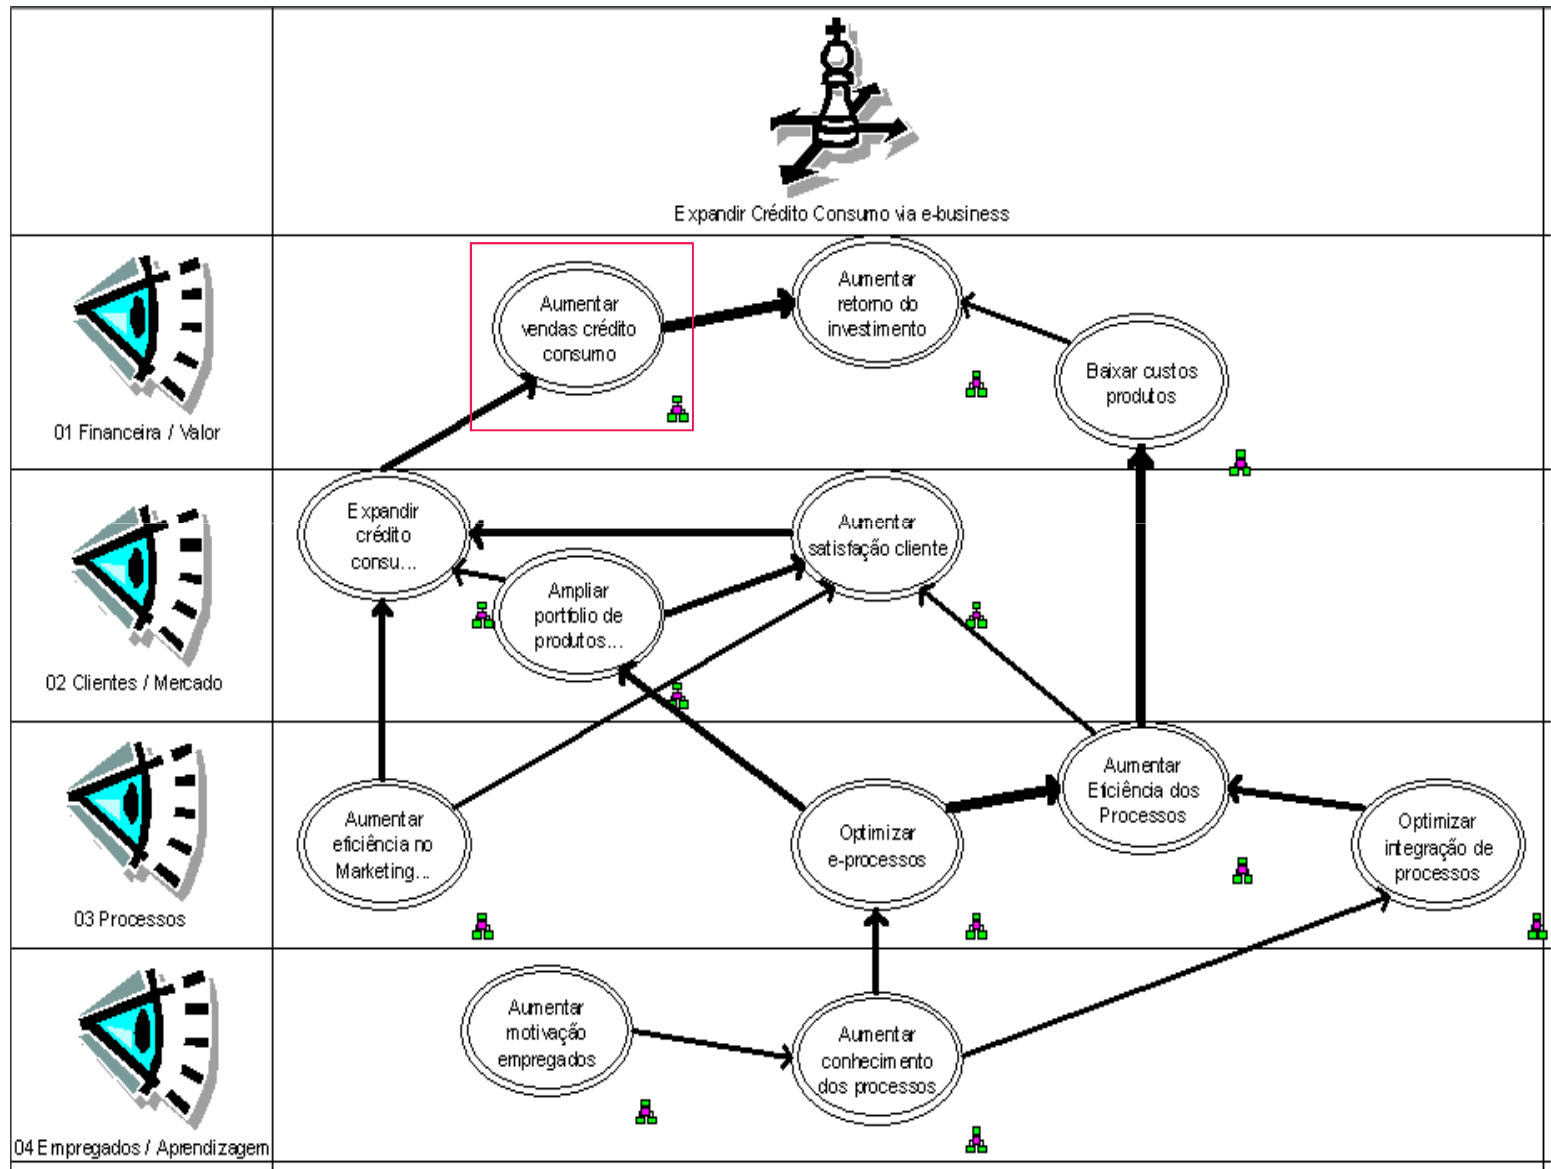 Expandir Crédito Consumo via e-business
01 Financeira / Valor
Aumentar
vendas crédito
consumo
Aumentar
retorno do
investimento
Baixar custos
produtos
02 Clientes / Mercado
Expandir
crédito
consu...
Ampliar
portfolio de
produtos...
Aumentar
satisfação cliente
03 Processos
Aumentar
eficiência no
Marketing...
Optimizar
e-processos
Aumentar
Eficiência dos
Processos
Optimizar
integração de
processos
04 Empregados / Aprendizagem
Aumentar
motivação
empregados
Aumentar
conhecimento
dos processos